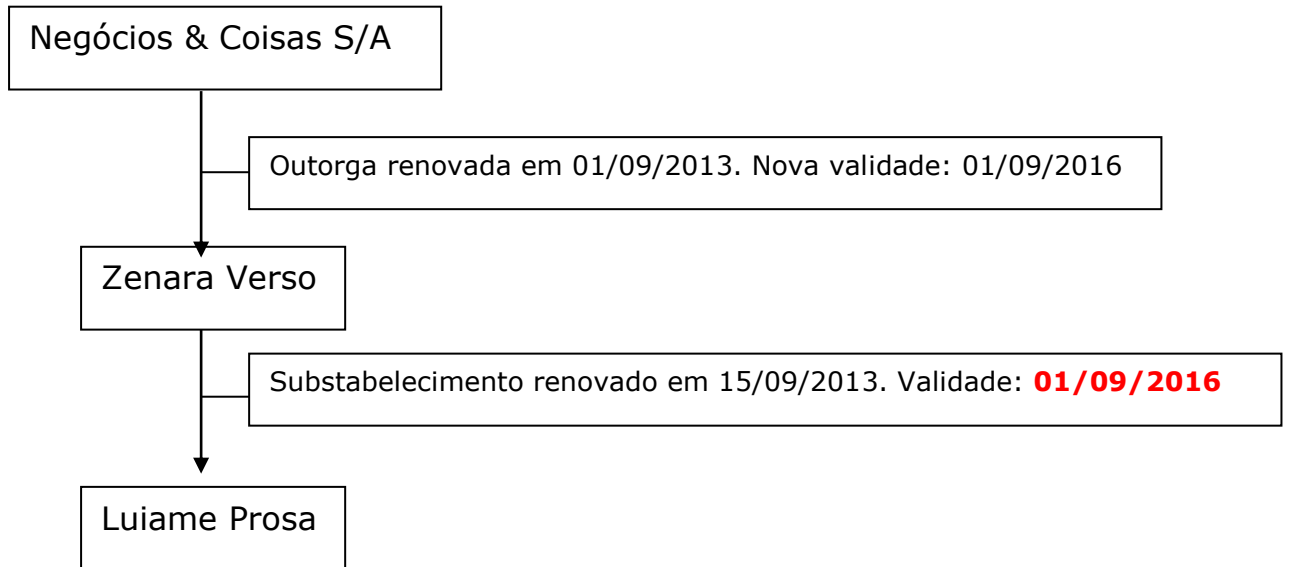 Negócios & Coisas S/A
Outorga renovada em 01/09/2013. Nova validade: 01/09/2016
Zenara Verso
Substabelecimento renovado em 15/09/2013. Validade: 01/09/2016
Luiame Prosa